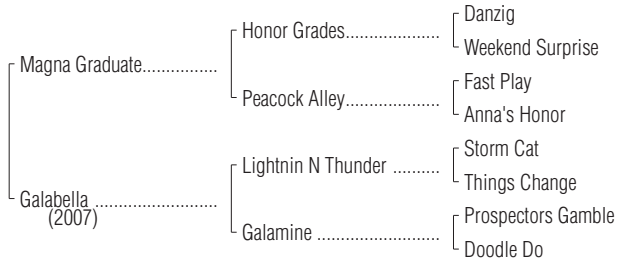 Danzig
Honor Grades.....................
Weekend Surprise
Magna Graduate................
Fast Play
Peacock Alley.....................
Anna's Honor
Storm Cat
Lightnin N Thunder ..........
Things Change
Galabella ..........................
(2007)
Prospectors Gamble
Galamine ...........................
Doodle Do